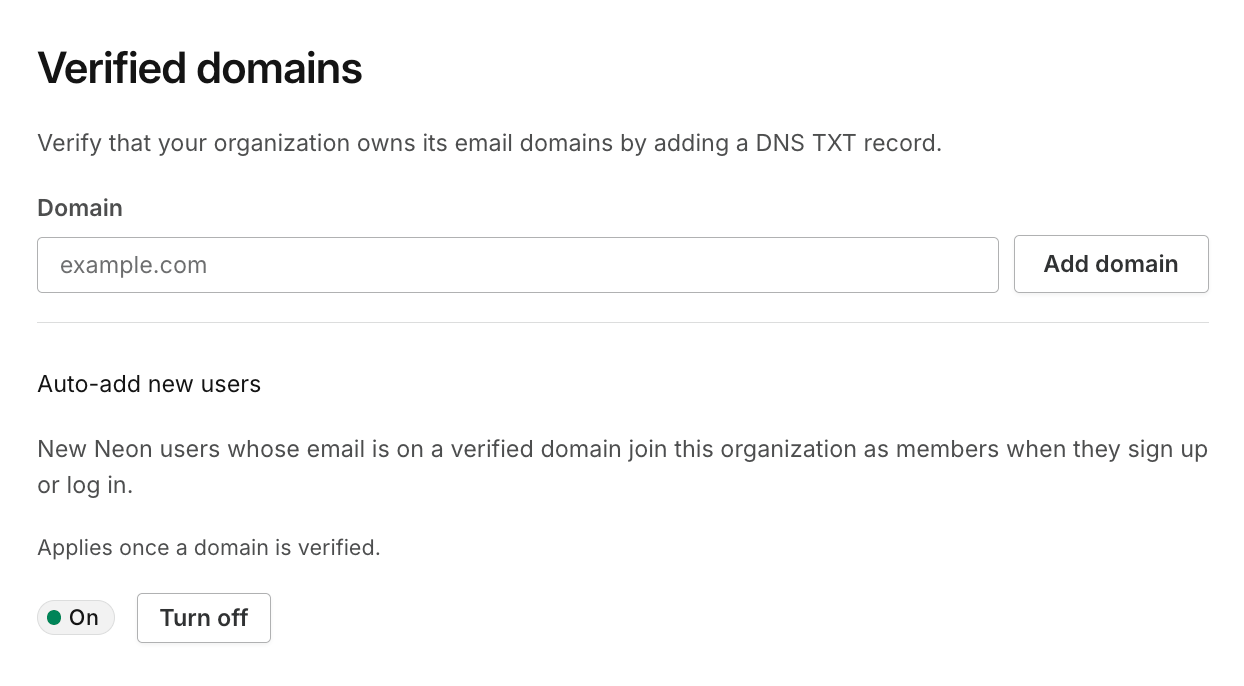 Verified domains
Verify that your organization owns its email domains by adding a DNS TXT record.
Domain
example.com
Add domain
Auto-add new users
New Neon users whose email is on a verified domain join this organization as members when they sign up
or log in.
Applies once a domain is verified.
On
Turn off